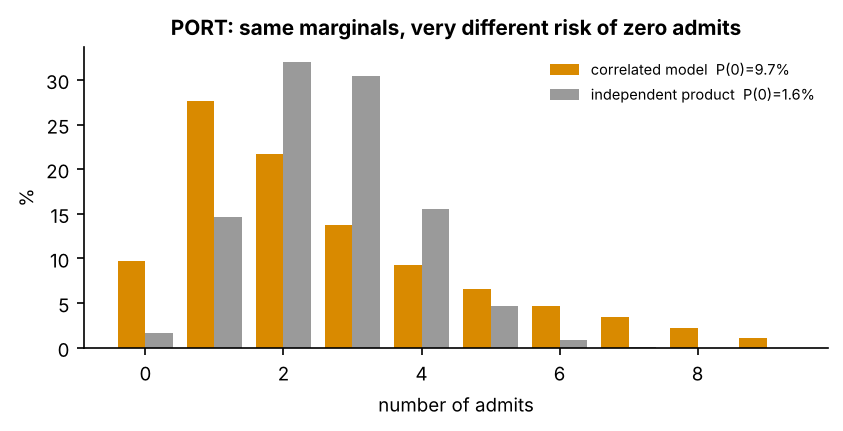 PORT: same marginals, very different risk of zero admits
correlated model P(0)=9.7%
independent product P(0)=1.6%
%
30
25
20
15
10
5
0
0 2 4 6 8
number of admits